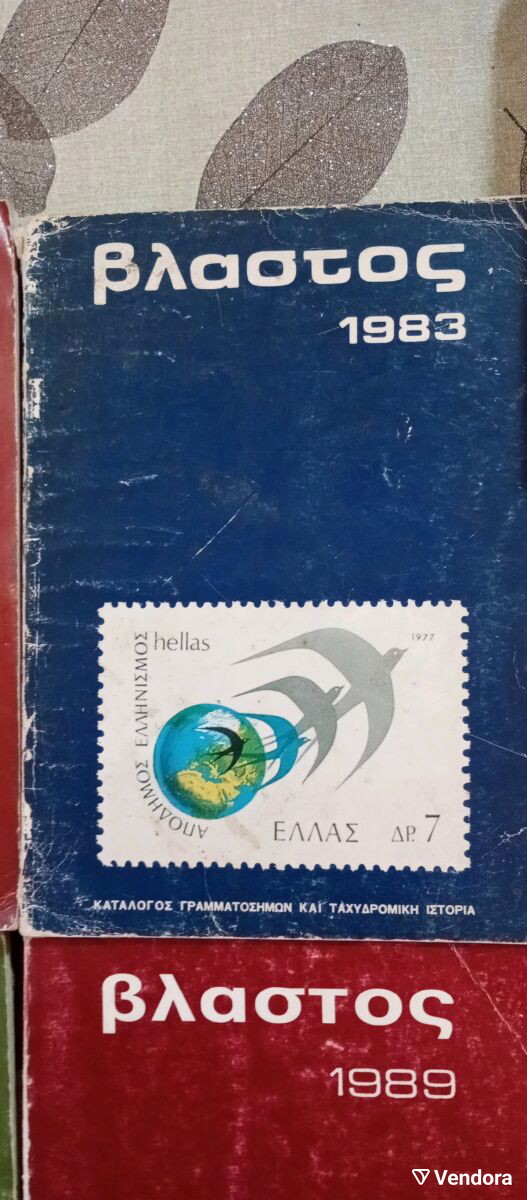 βλαστος
1983
hellas
1977
ΑΠΟΔΗΜΟΣ ΕΛΛΗΝΙΣΜΟΣ
ΕΛΛΑΣ ΔΡ. 7
ΚΑΤΑΛΟΓΟΣ ΓΡΑΜΜΑΤΟΣΗΜΩΝ ΚΑΙ ΤΑΧΥΔΡΟΜΙΚΗ ΙΣΤΟΡΙΑ
βλαστος
1989
Vendora